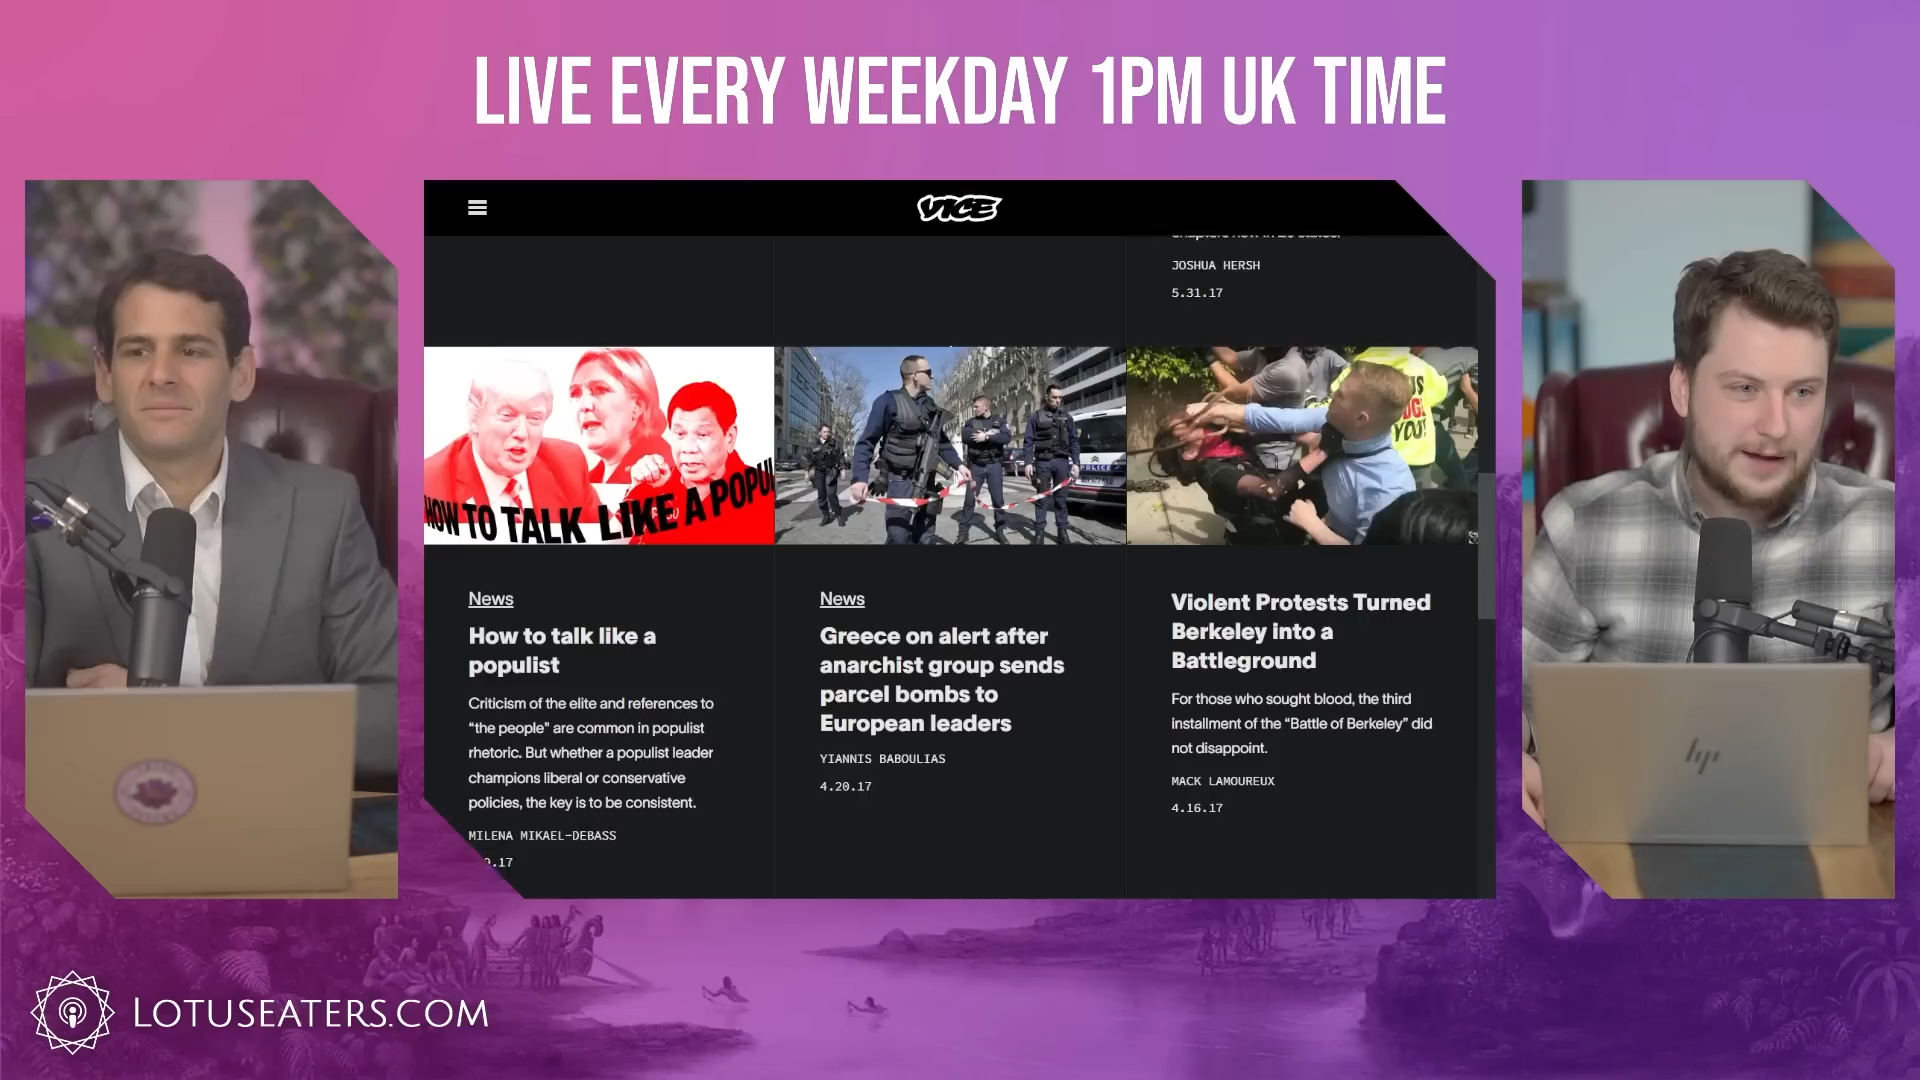 LIVE EVERY WEEKDAY 1PM UK TIME
VICE
JOSHUA HERSH
5.31.17
HOW TO TALK LIKE A POPU
POLICE
News
How to talk like a
populist
Criticism of the elite and references to
“the people” are common in populist
rhetoric. But whether a populist leader
champions liberal or conservative
policies, the key is to be consistent.
MILENA MIKAEL-DEBASS
.17
News
Greece on alert after
anarchist group sends
parcel bombs to
European leaders
YIANNIS BABOULIAS
4.20.17
YOU!
Violent Protests Turned
Berkeley into a
Battleground
For those who sought blood, the third
installment of the “Battle of Berkeley” did
not disappoint.
MACK LAMOUREUX
4.16.17
hp
LOTUSEATERS.COM